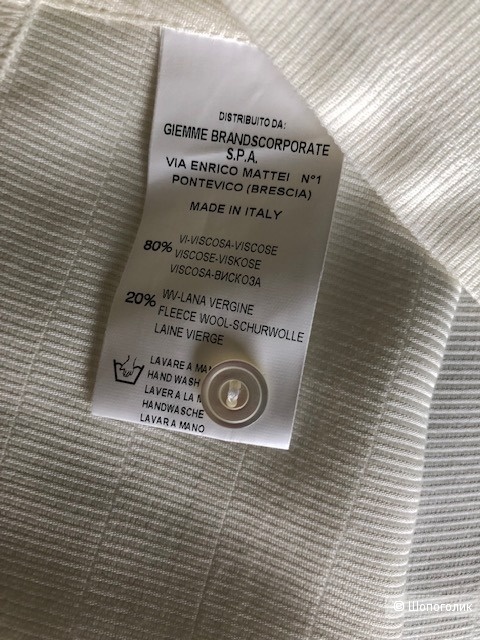 DISTRIBUITO DA:
GIEMME BRANDSCORPORATE
S.P.A.
VIA ENRICO MATTEI N°1
PONTEVICO (BRESCIA)
MADE IN ITALY
80% VI-VISCOSA-VISCOSE
VISCOSE-VISKOSE
VISCOSA-ВИСКОЗА
20% WV-LANA VERGINE
FLEECE WOOL-SCHURWOLLE
LAINE VIERGE
LAVARE A MA
HAND WASH
LAVER A LA
HANDWASCHE
LAVAR A MANO
© Шопоголик